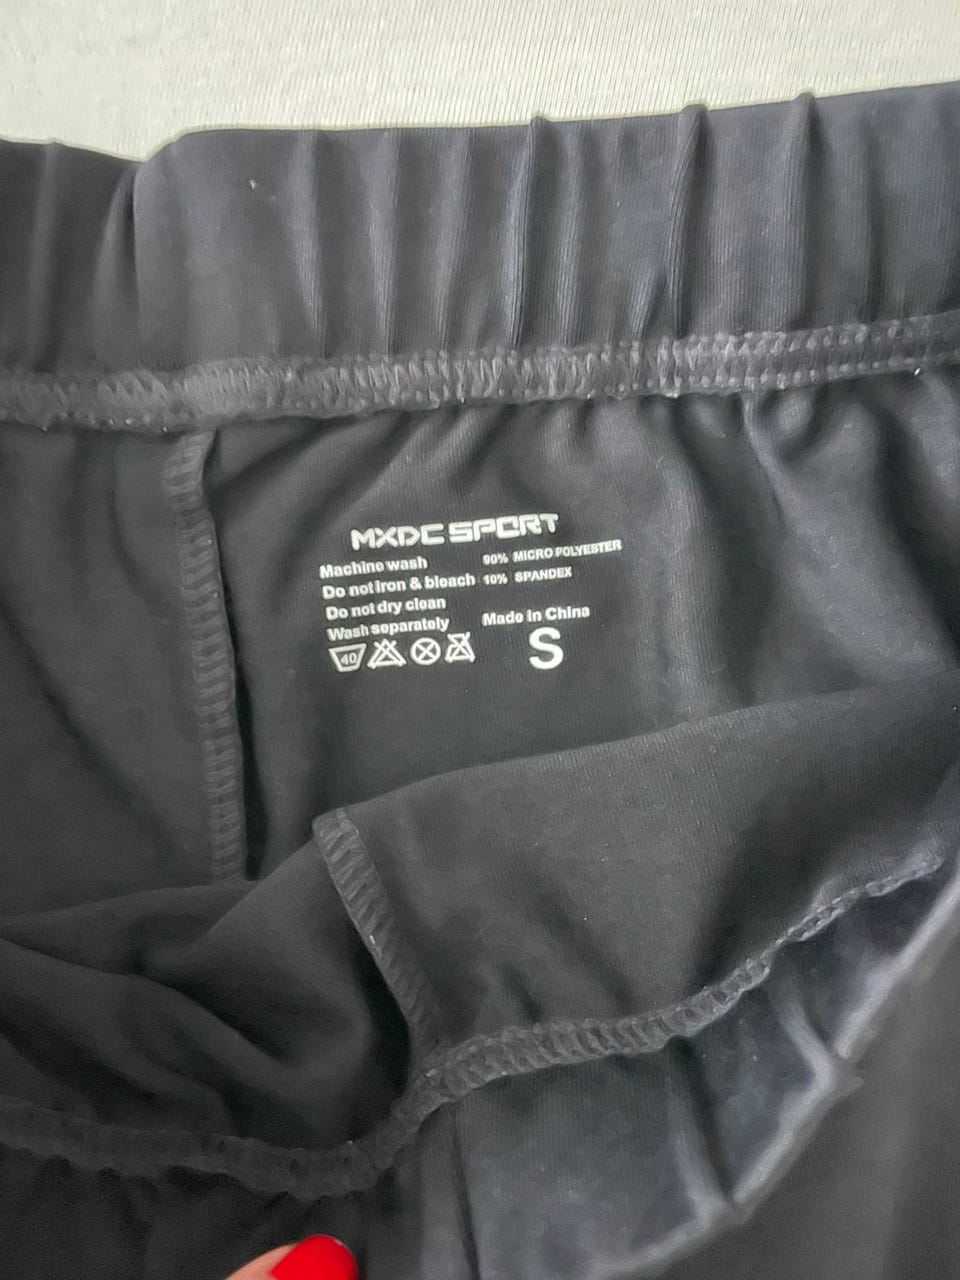 MXDC SPORT
Machine wash
Do not Iron & bleach
Do not dry clean
Wash separately
40
90% MICRO POLYESTER
10% SPANDEX
Made in China
S